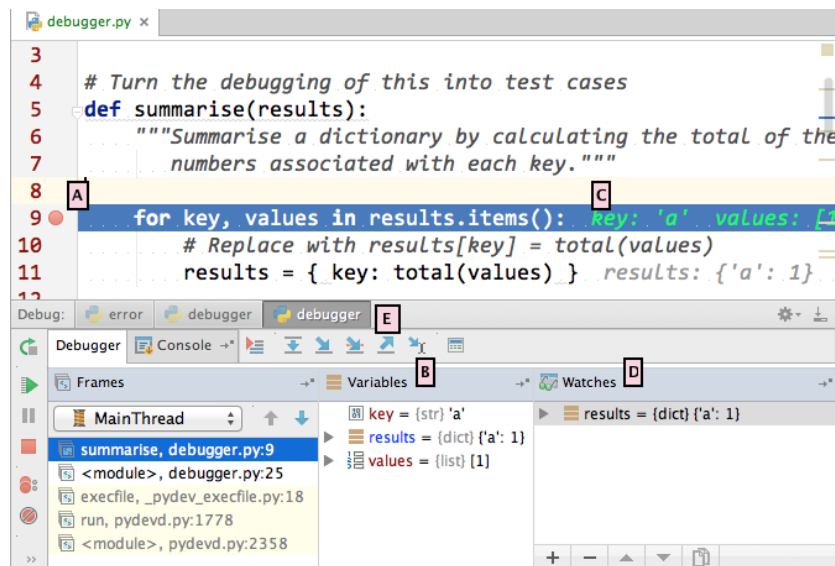 debugger.py ×
3
4 # Turn the debugging of this into test cases
5 def summarise(results):
6 """Summarise a dictionary by calculating the total of the
7 numbers associated with each key."""
8
A C
9 for key, values in results.items(): key: 'a' values: [1
10 # Replace with results[key] = total(values)
11 results = { key: total(values) } results: {'a': 1}
12
Debug: error debugger debugger E
Debugger Console
Frames Variables B Watches D
MainThread
key = {str} 'a'
results = {dict} {'a': 1}
values = {list} [1]
results = {dict} {'a': 1}
summarise, debugger.py:9
<module>, debugger.py:25
execfile, _pydev_execfile.py:18
run, pydevd.py:1778
<module>, pydevd.py:2358